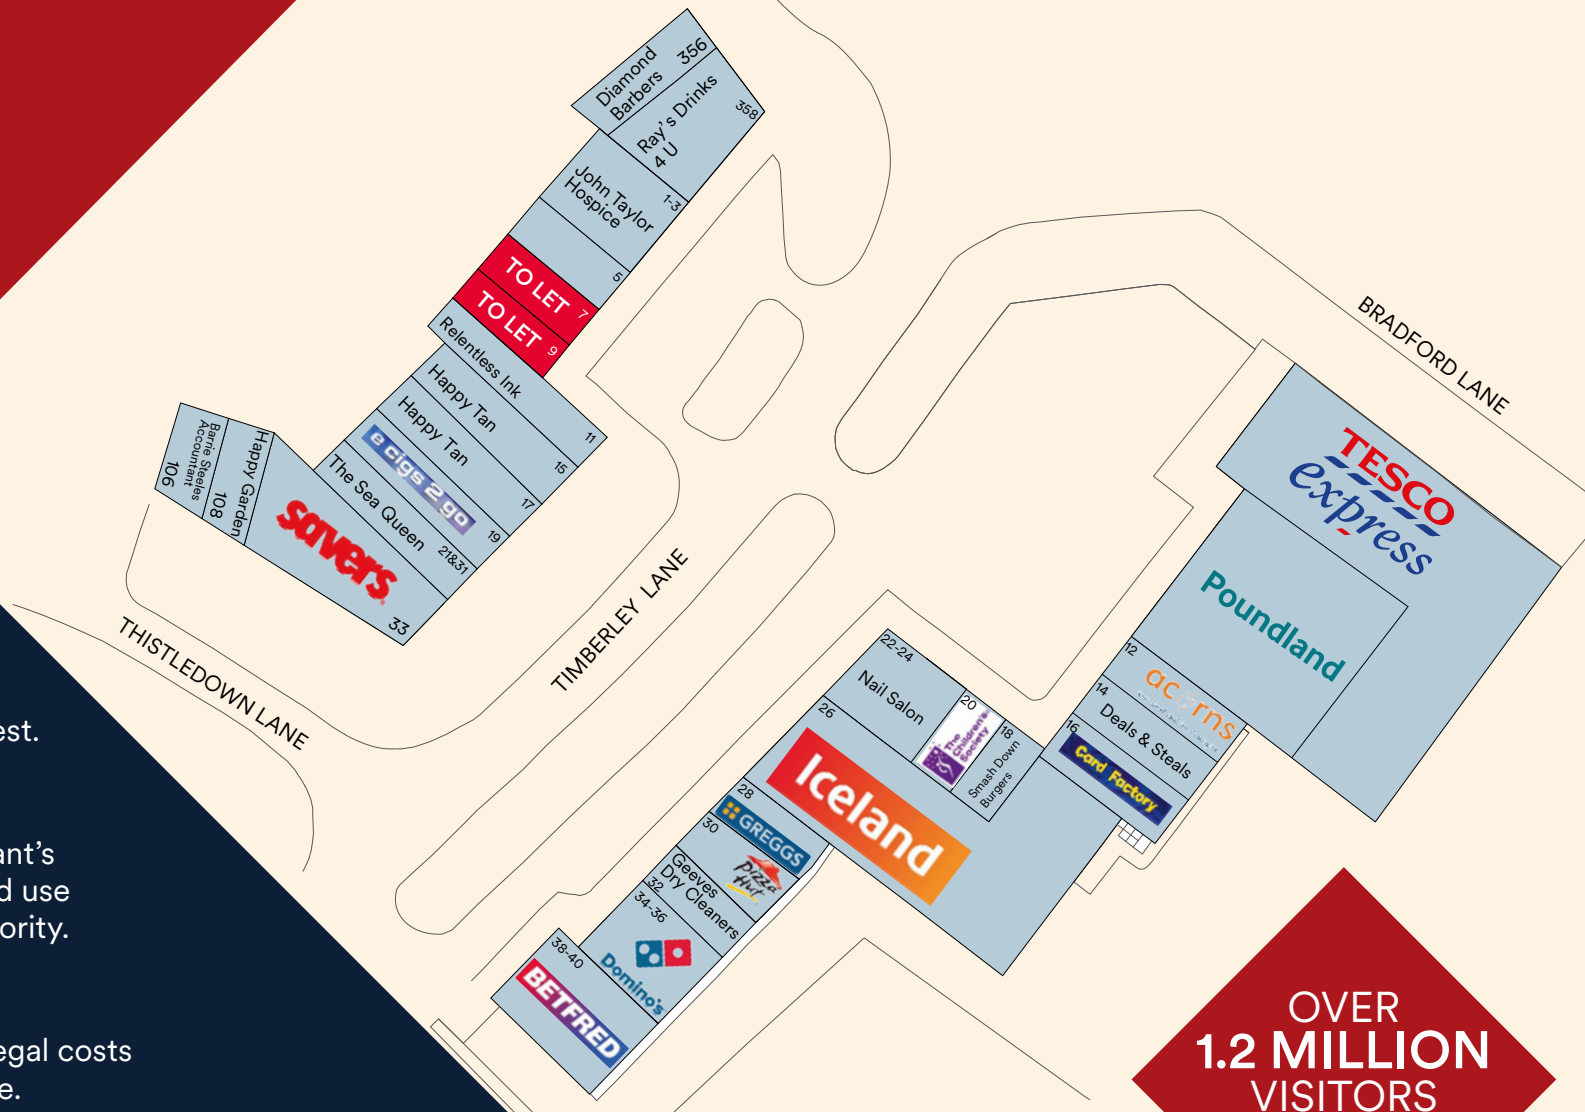 Diamond
Barbers
356
Ray's Drinks
4 U
358
John Taylor
Hospice
1-3
5
TO LET 7
TO LET 9
Relentless Ink
11
Happy Tan
15
Happy Tan
17
e cigs 2 go
19
The Sea Queen
21&31
savers
33
Happy Garden
108
Barrie Steeles
Accountant
106
THISTLEDOWN LANE
TIMBERLEY LANE
BRADFORD LANE
TESCO
express
Poundland
12
acorns
14
Deals & Steals
16
Card Factory
22-24
Nail Salon
20
The
Children's
Society
18
Smash Down
Burgers
26
Iceland
28
GREGGS
30
Pizza
Hut
Geeves
Dry Cleaners
32
34-36
Domino's
38-40
BETFRED
est.
ant's
d use
ority.
egal costs
e.
OVER
1.2 MILLION
VISITORS